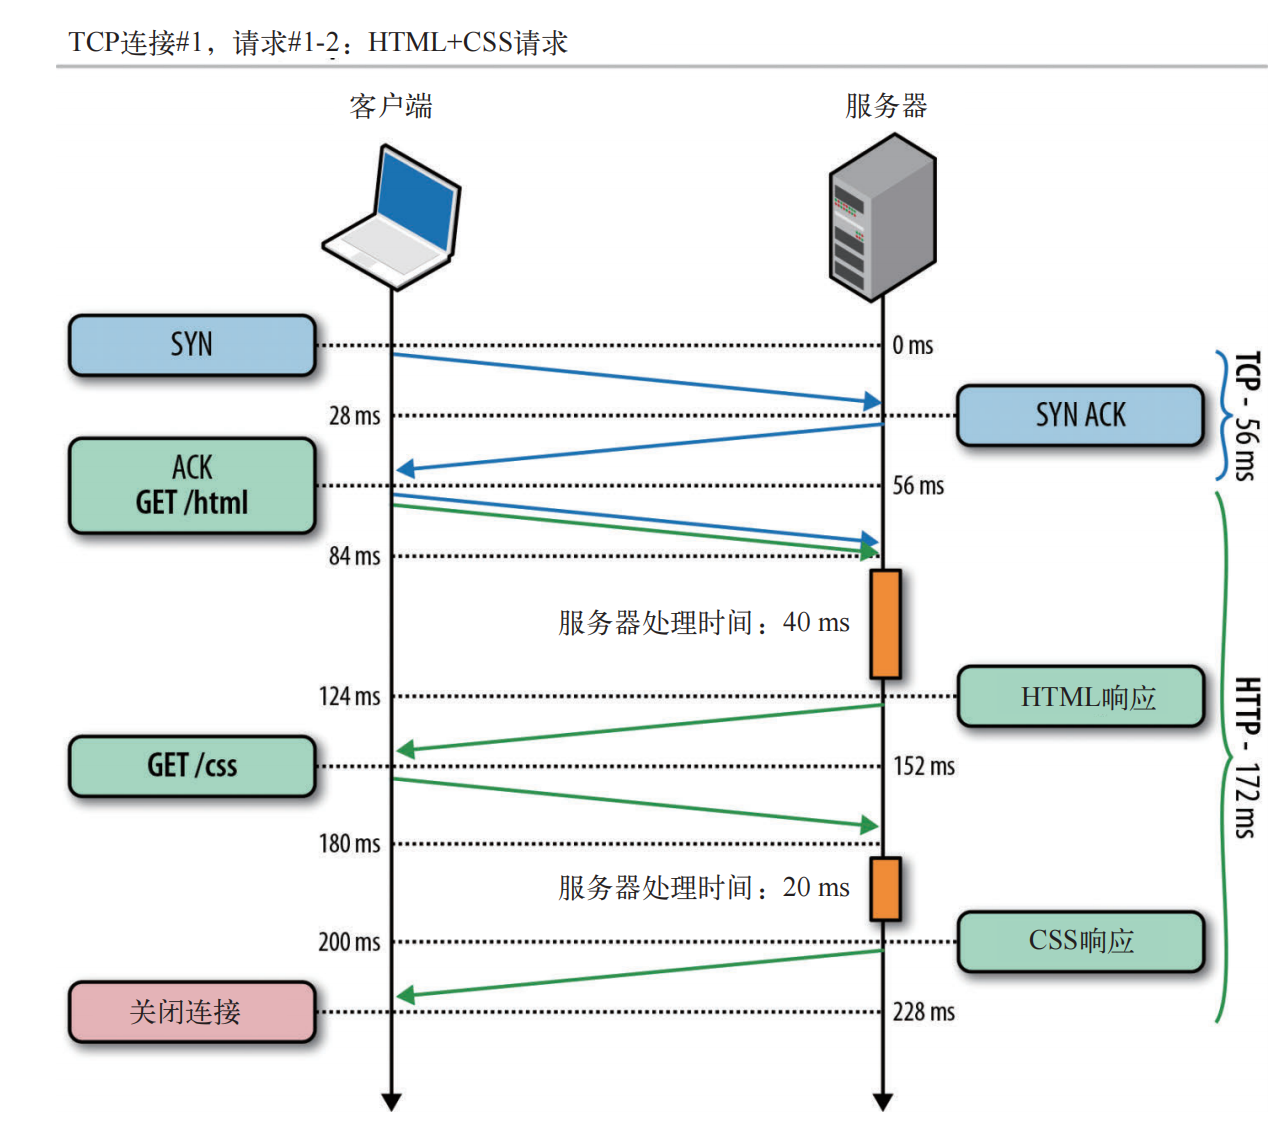 TCP连接#1，请求#1-2：HTML+CSS请求
客户端
服务器
SYN
0 ms
28 ms
SYN ACK
TCP - 56 ms
ACK
GET /html
56 ms
84 ms
服务器处理时间：40 ms
124 ms
HTML响应
HTTP - 172 ms
GET /css
152 ms
180 ms
服务器处理时间：20 ms
200 ms
CSS响应
关闭连接
228 ms